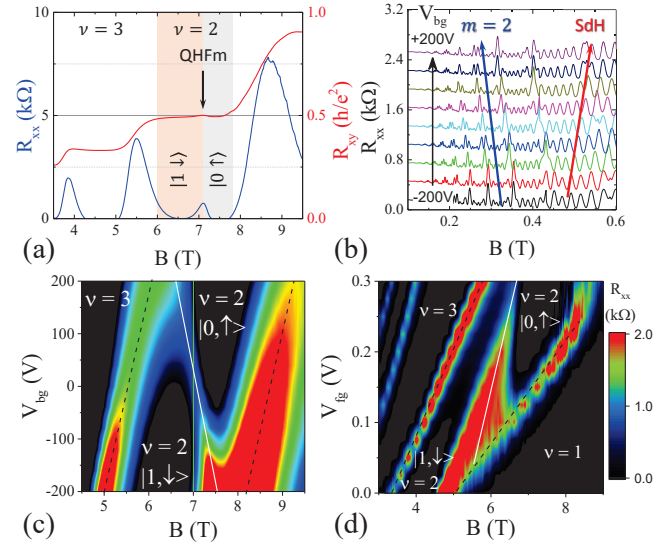 ν = 3
ν = 2
QHFm
|1↓⟩
|0↑⟩
10
5
0
R_xx (kΩ)
1.0
0.5
0.0
R_xy (h/e²)
4 5 6 7 8 9
B (T)
(a)
V_bg
+200V
-200V
m = 2
SdH
3.2
2.4
1.6
0.8
0.0
R_xx (kΩ)
0.2 0.4 0.6
B (T)
(b)
ν = 3
ν = 2
|0,↑>
ν = 2
|1,↓>
200
100
0
-100
-200
V_bg (V)
5 6 7 8 9
B (T)
(c)
ν = 3
ν = 2
|0,↑>
|1,↓>
ν = 2
ν = 1
0.3
0.2
0.1
0.0
V_fg (V)
4 6 8
B (T)
(d)
R_xx
(kΩ)
2.0
1.0
0.0